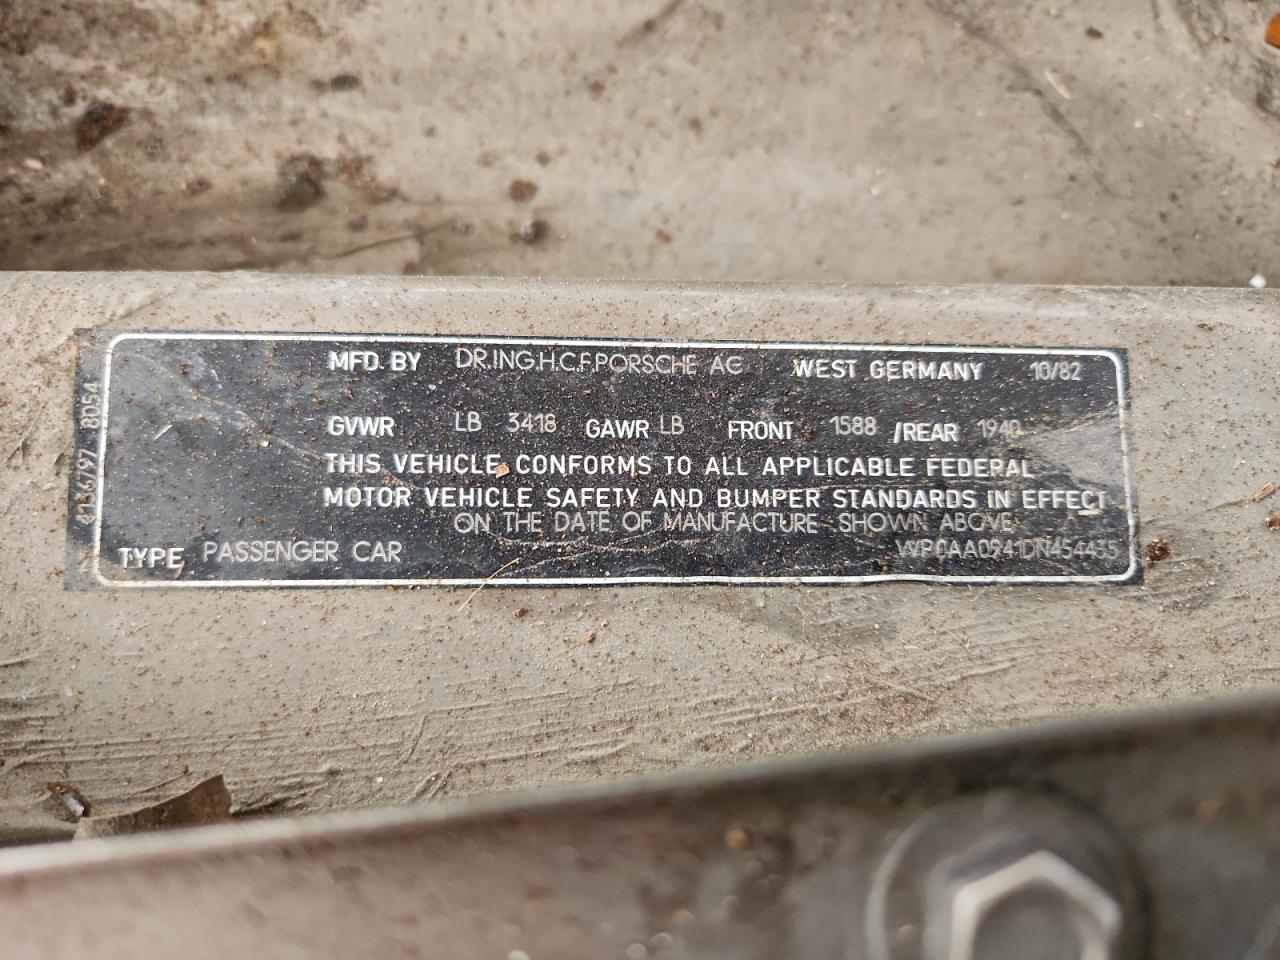 MFD. BY DR.ING.H.C.F.PORSCHE AG WEST GERMANY 10/82
GVWR LB 3418 GAWR LB FRONT 1588 /REAR 1940
THIS VEHICLE CONFORMS TO ALL APPLICABLE FEDERAL
MOTOR VEHICLE SAFETY AND BUMPER STANDARDS IN EFFECT
ON THE DATE OF MANUFACTURE SHOWN ABOVE
TYPE PASSENGER CAR WP0AA0941DN454435
8054